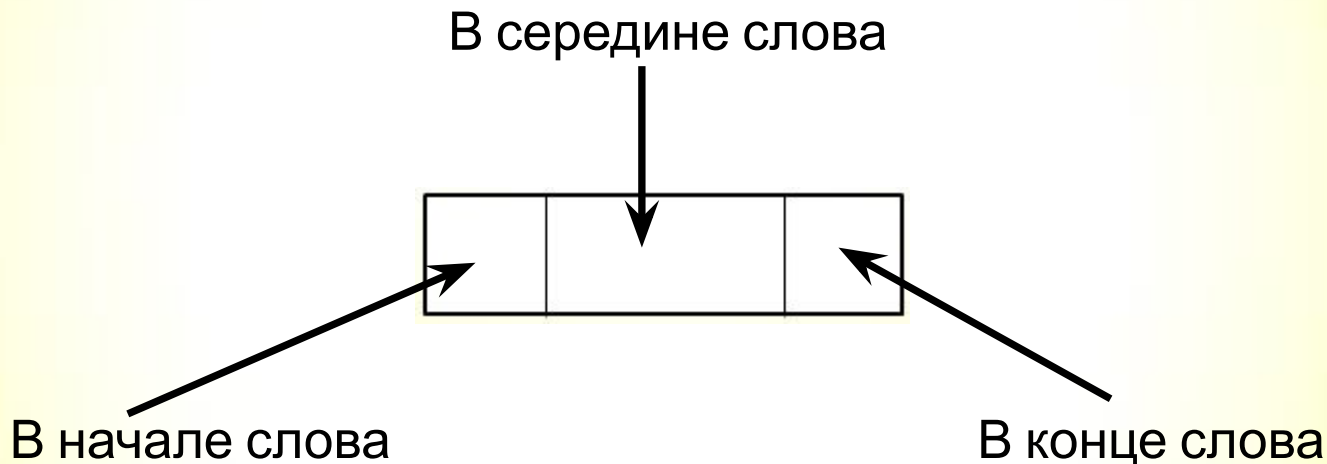 В середине слова
В начале слова
В конце слова